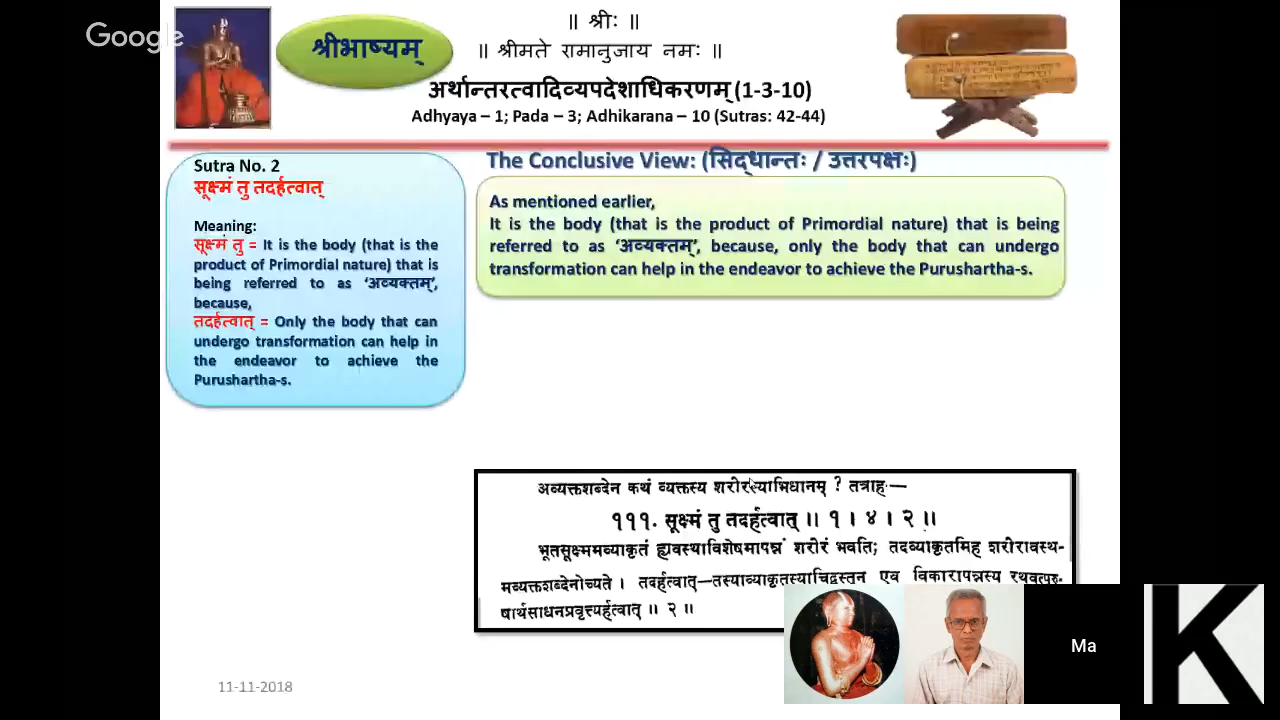 Google
॥ श्रीः ॥
श्रीभाष्यम्
॥ श्रीमते रामानुजाय नमः ॥
अर्थान्तरत्वादिव्यपदेशाधिकरणम् (1-3-10)
Adhyaya – 1; Pada – 3; Adhikarana – 10 (Sutras: 42-44)
Sutra No. 2
सूक्ष्मं तु तदर्हत्वात्
Meaning:
सूक्ष्मं तु = It is the body (that is the
product of Primordial nature) that is
being referred to as ‘अव्यक्तम्’,
because,
तदर्हत्वात् = Only the body that can
undergo transformation can help in
the endeavor to achieve the
Purushartha-s.
The Conclusive View: (सिद्धान्तः / उत्तरपक्षः)
As mentioned earlier,
It is the body (that is the product of Primordial nature) that is being
referred to as ‘अव्यक्तम्’, because, only the body that can undergo
transformation can help in the endeavor to achieve the Purushartha-s.
अव्यक्तशब्देन कथं व्यक्तस्य शरीरस्याभिधानम् ? तत्राह—
१११. सूक्ष्मं तु तदर्हत्वात् ॥ १ । ४ । २ ॥
भूतसूक्ष्ममव्याकृतं ह्यवस्थाविशेषमापन्नं शरीरं भवति; तदव्याकृतमिह शरीरावस्थ-
मव्यक्तशब्देनोच्यते । तदर्हत्वात्—तस्याव्याकृतस्याचिद्वस्तुन एव विकारापन्नस्य रथवत्पुरु-
षार्थसाधनप्रवृत्त्यर्हत्वात् ॥ २ ॥
11-11-2018
Ma
K